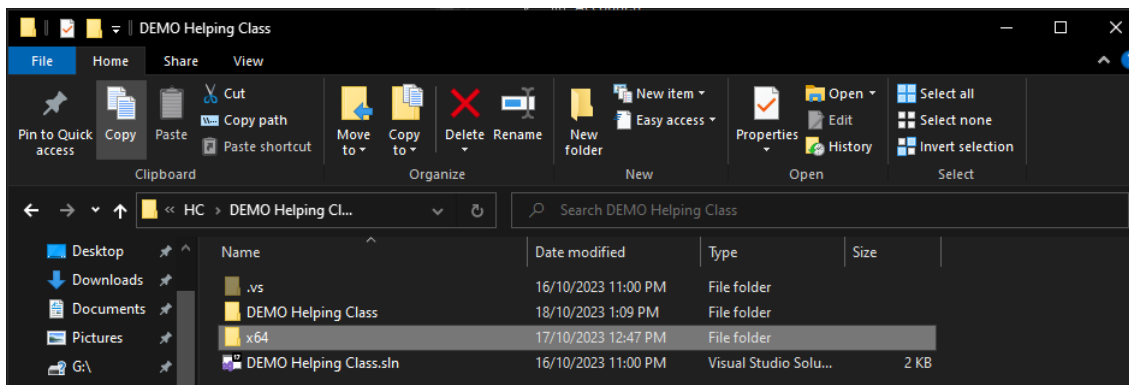 DEMO Helping Class
File Home Share View
Pin to Quick access
Copy
Paste
Cut
Copy path
Paste shortcut
Clipboard
Move to
Copy to
Delete
Rename
Organize
New folder
New item
Easy access
New
Properties
Open
Edit
History
Open
Select all
Select none
Invert selection
Select
« HC › DEMO Helping Cl...
Search DEMO Helping Class
Desktop
Downloads
Documents
Pictures
G:\
Name Date modified Type Size
.vs 16/10/2023 11:00 PM File folder
DEMO Helping Class 18/10/2023 1:09 PM File folder
x64 17/10/2023 12:47 PM File folder
DEMO Helping Class.sln 16/10/2023 11:00 PM Visual Studio Solu... 2 KB